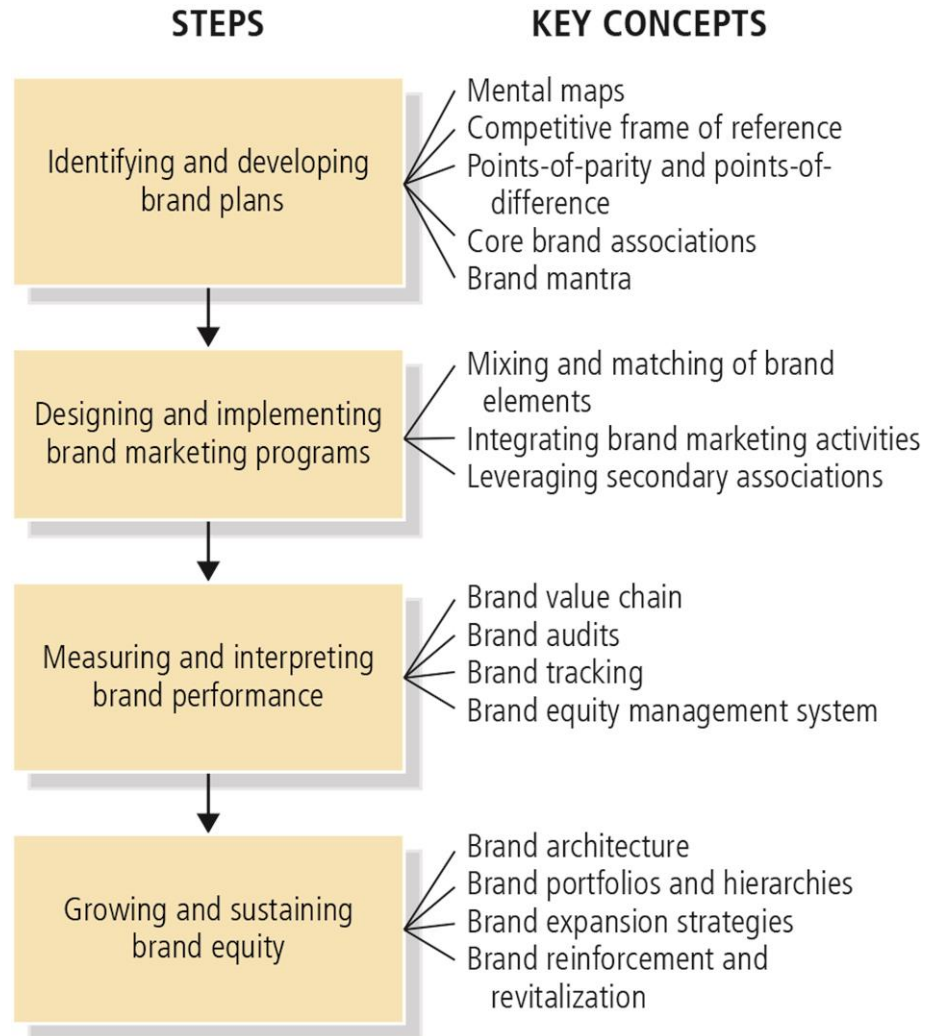 STEPS
KEY CONCEPTS
Identifying and developing
brand plans
Mental maps
Competitive frame of reference
Points-of-parity and points-of-
difference
Core brand associations
Brand mantra
Designing and implementing
brand marketing programs
Mixing and matching of brand
elements
Integrating brand marketing activities
Leveraging secondary associations
Measuring and interpreting
brand performance
Brand value chain
Brand audits
Brand tracking
Brand equity management system
Growing and sustaining
brand equity
Brand architecture
Brand portfolios and hierarchies
Brand expansion strategies
Brand reinforcement and
revitalization